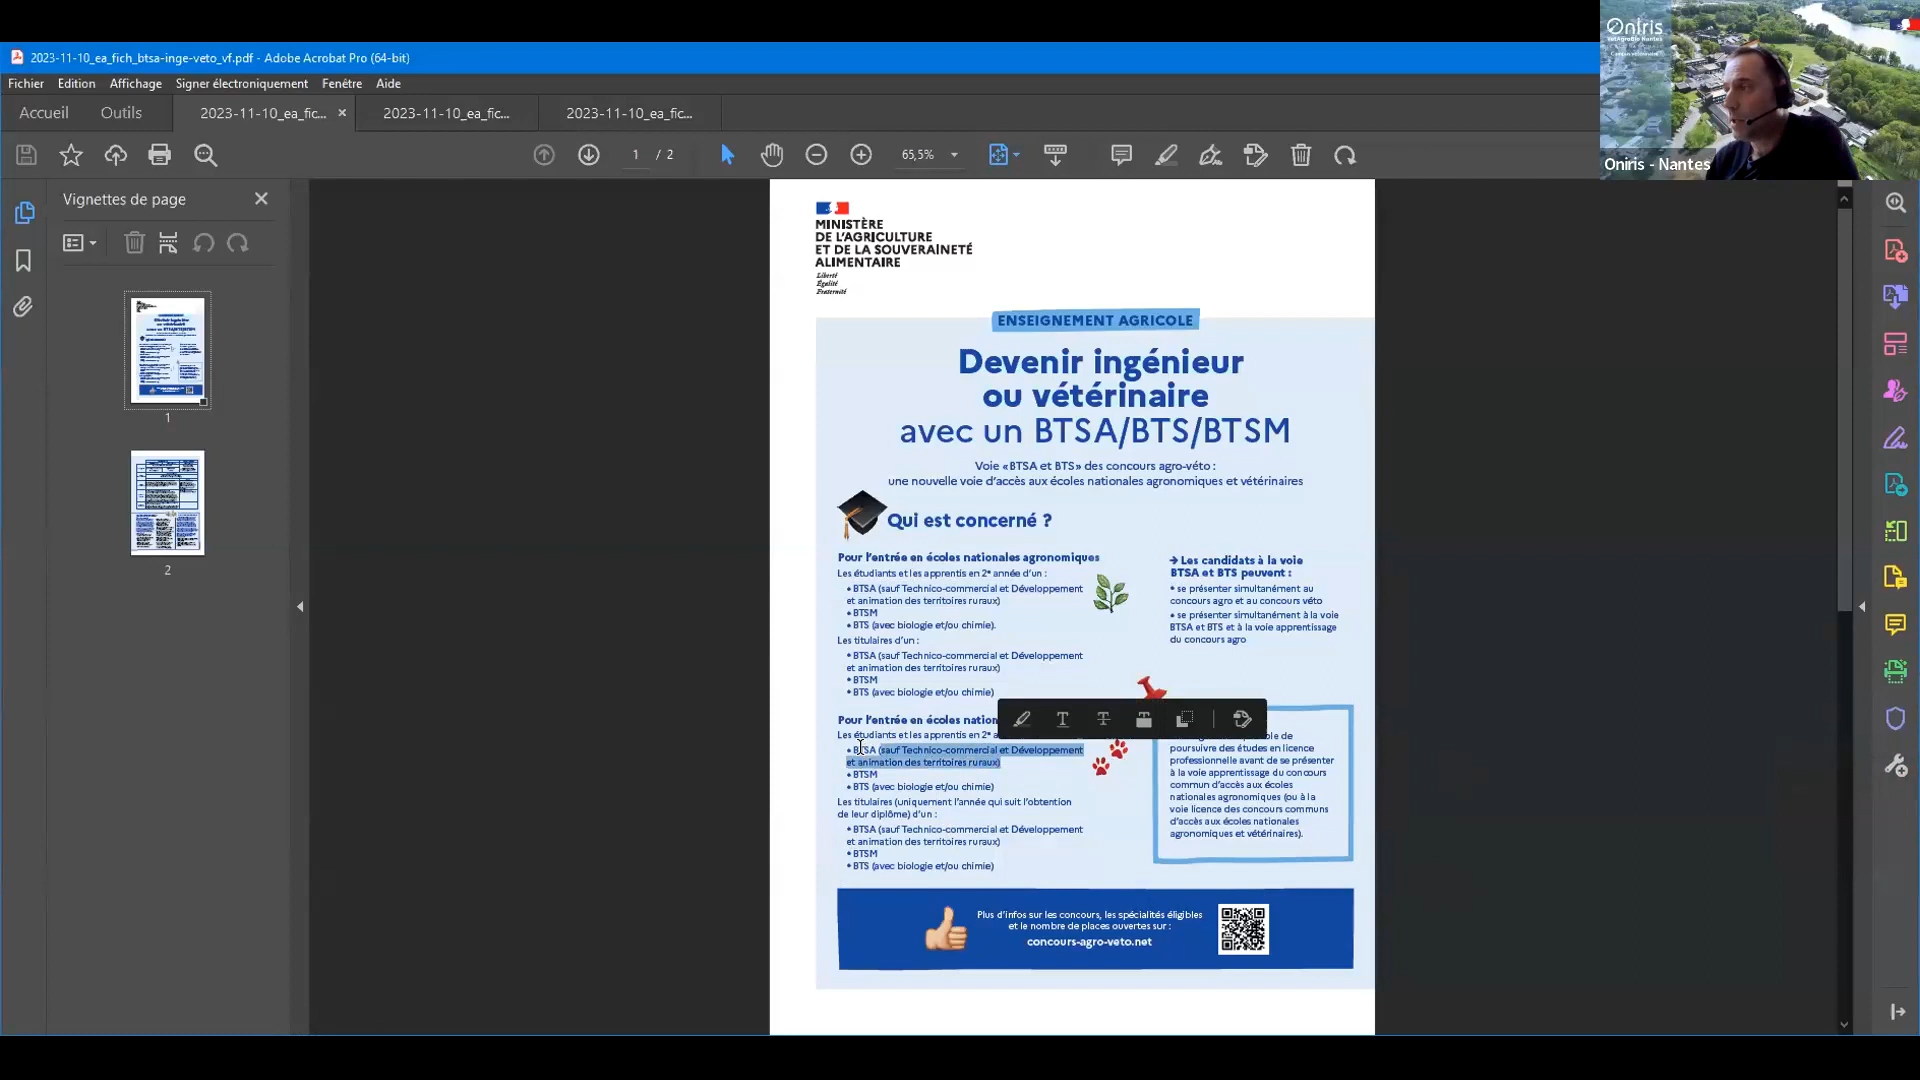 Oniris
Oniris - Nantes
2023-11-10_ea_fich_btsa-inge-veto_vf.pdf - Adobe Acrobat Pro (64-bit)
Fichier Edition Affichage Signer électroniquement Fenêtre Aide
Accueil Outils 2023-11-10_ea_fic... × 2023-11-10_ea_fic... 2023-11-10_ea_fic...
1 / 2 65,5%
Vignettes de page
1
2
MINISTÈRE
DE L'AGRICULTURE
ET DE LA SOUVERAINETÉ
ALIMENTAIRE
Liberté
Égalité
Fraternité
ENSEIGNEMENT AGRICOLE
Devenir ingénieur
ou vétérinaire
avec un BTSA/BTS/BTSM
Voie «BTSA et BTS» des concours agro-véto :
une nouvelle voie d'accès aux écoles nationales agronomiques et vétérinaires
Qui est concerné ?
Pour l'entrée en écoles nationales agronomiques
Les étudiants et les apprentis en 2e année d'un :
• BTSA (sauf Technico-commercial et Développement
et animation des territoires ruraux)
• BTSM
• BTS (avec biologie et/ou chimie).
Les titulaires d'un :
• BTSA (sauf Technico-commercial et Développement
et animation des territoires ruraux)
• BTSM
• BTS (avec biologie et/ou chimie)
Pour l'entrée en écoles nation
Les étudiants et les apprentis en 2e a
• BTSA (sauf Technico-commercial et Développement
et animation des territoires ruraux)
• BTSM
• BTS (avec biologie et/ou chimie)
Les titulaires (uniquement l'année qui suit l'obtention
de leur diplôme) d'un :
• BTSA (sauf Technico-commercial et Développement
et animation des territoires ruraux)
• BTSM
• BTS (avec biologie et/ou chimie)
→ Les candidats à la voie
BTSA et BTS peuvent :
• se présenter simultanément au
concours agro et au concours véto
• se présenter simultanément à la voie
BTSA et BTS et à la voie apprentissage
du concours agro
de
poursuivre des études en licence
professionnelle avant de se présenter
à la voie apprentissage du concours
commun d'accès aux écoles
nationales agronomiques (ou à la
voie licence des concours communs
d'accès aux écoles nationales
agronomiques et vétérinaires).
Plus d'infos sur les concours, les spécialités éligibles
et le nombre de places ouvertes sur :
concours-agro-veto.net